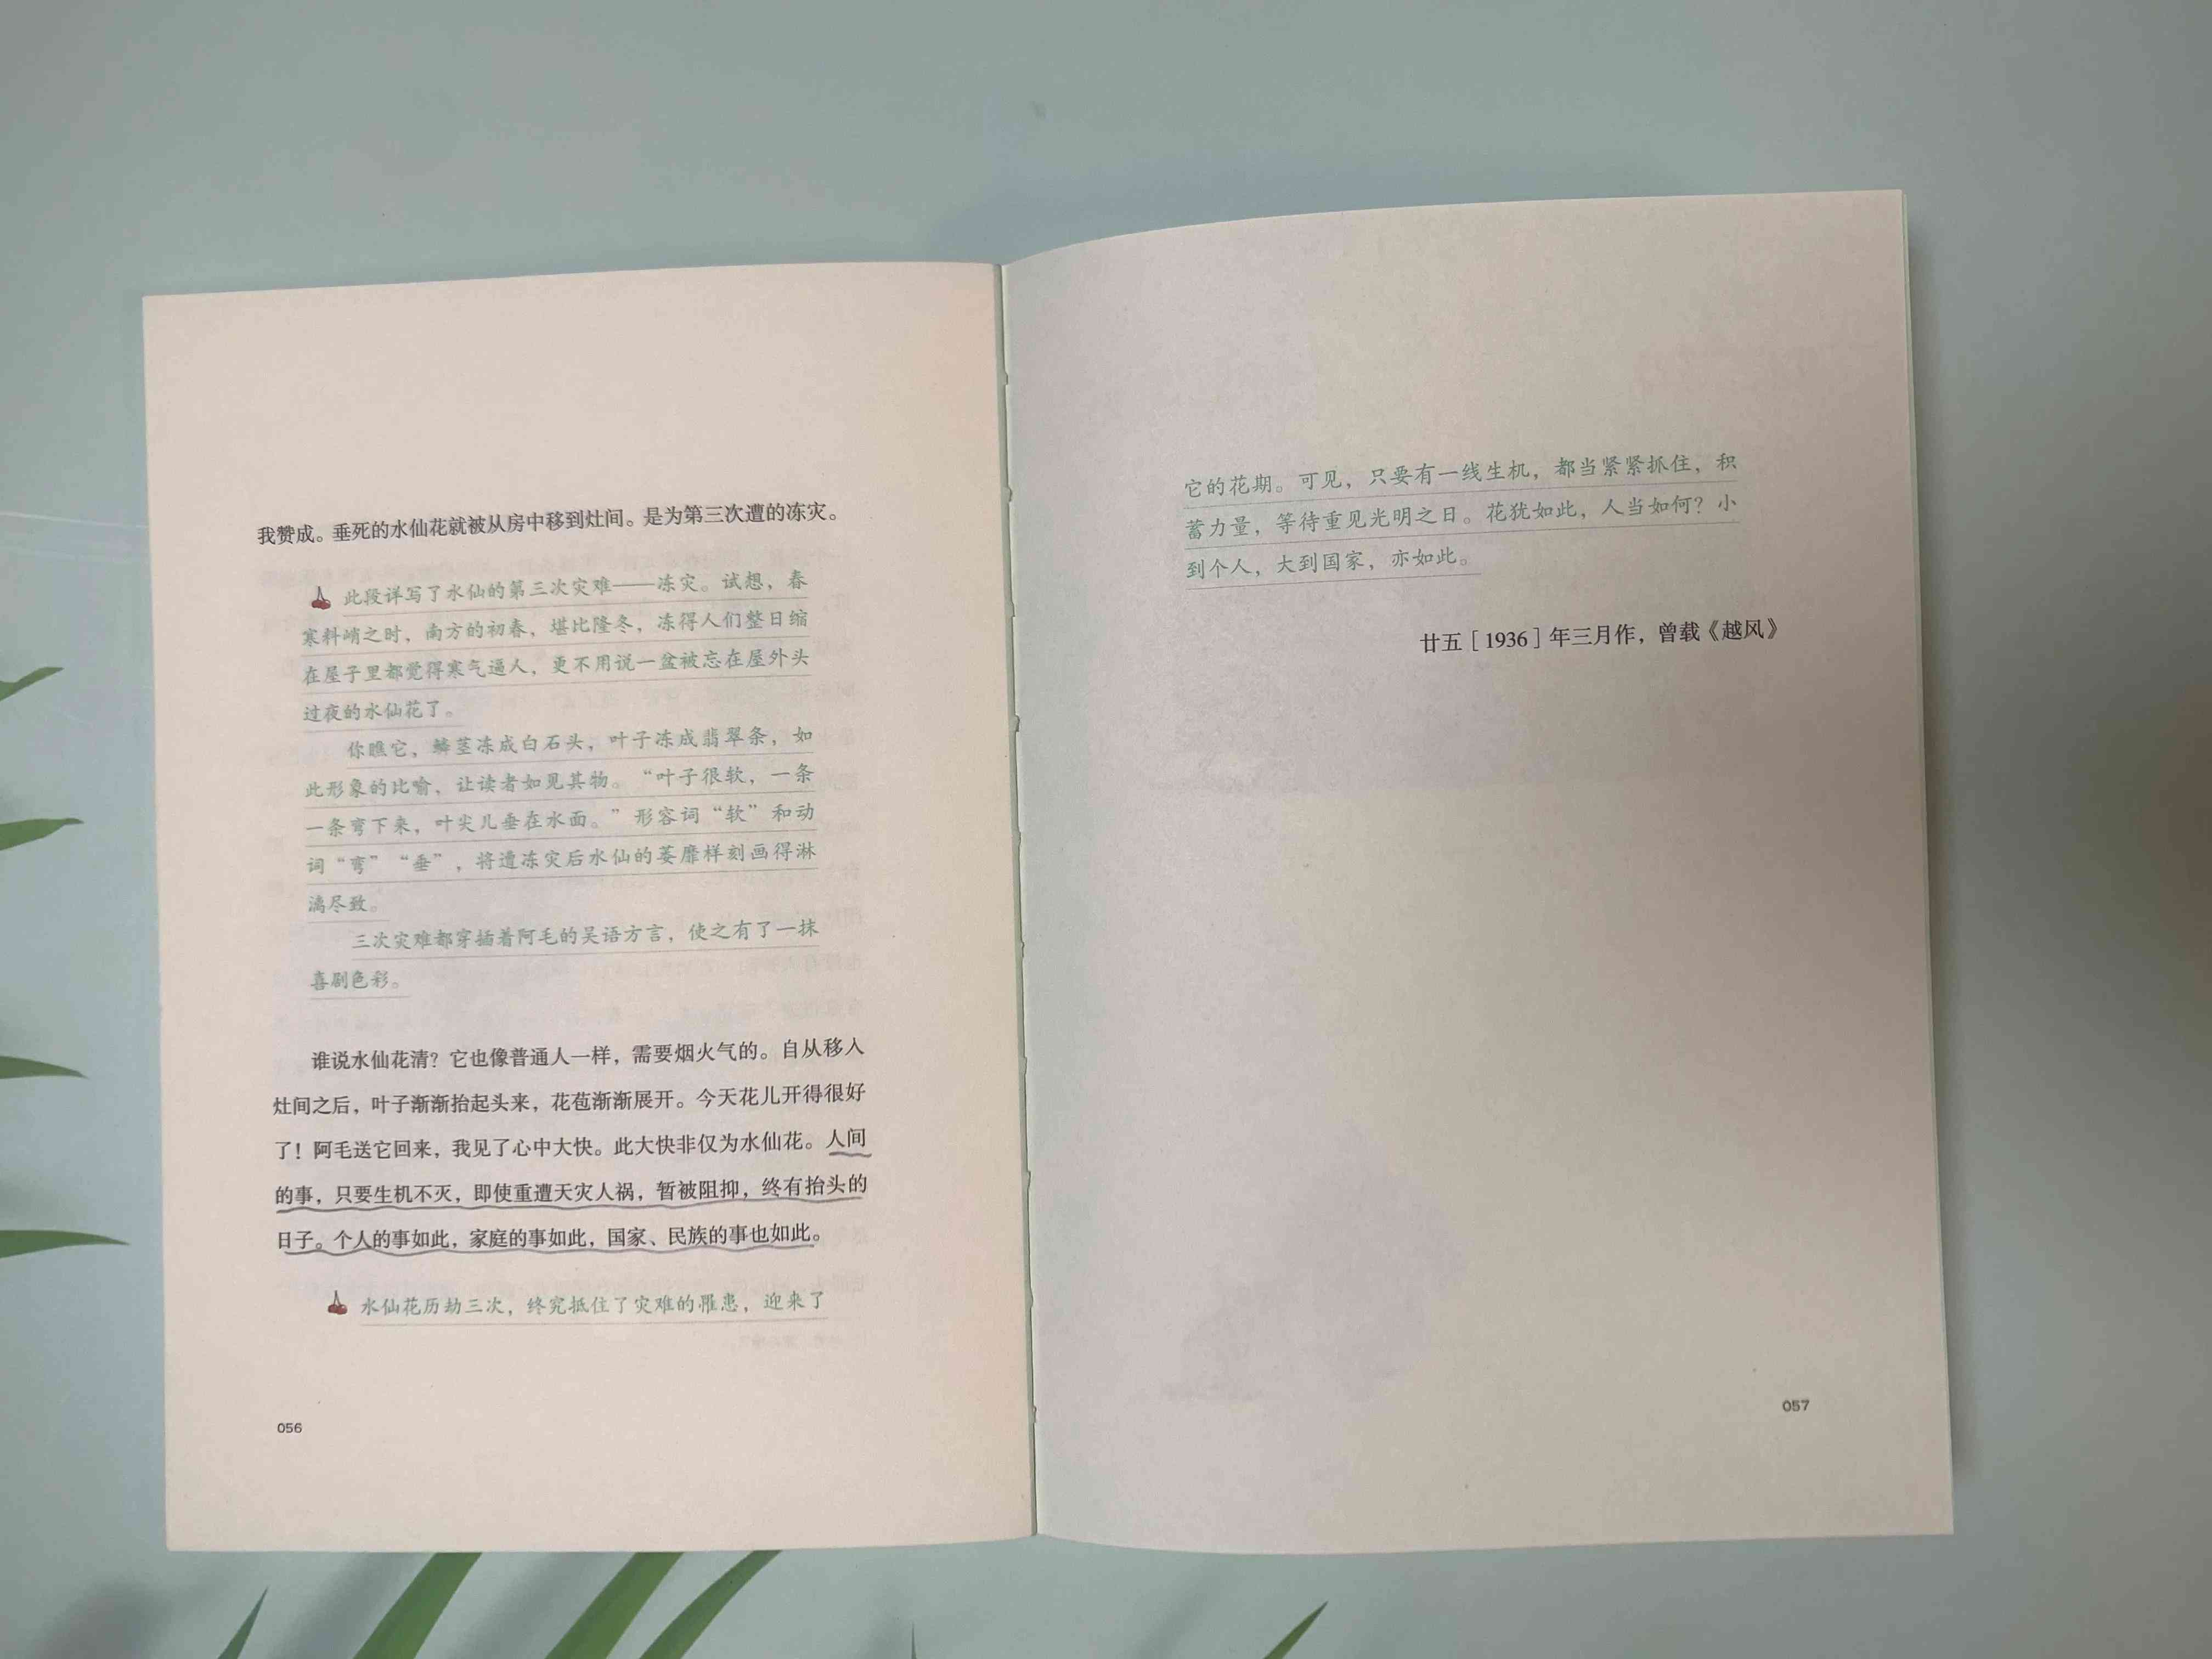 我赞成。垂死的水仙花就被从房中移到灶间。是为第三次遭的冻灾。
此段详写了水仙的第三次灾难——冻灾。试想，春
寒料峭之时，南方的初春，堪比隆冬，冻得人们整日缩
在屋子里都觉得寒气逼人，更不用说一盆被忘在屋外头
过夜的水仙花了。
你瞧它，鳞茎冻成白石头，叶子冻成翡翠条，如
此形象的比喻，让读者如见其物。“叶子很软，一条
一条弯下来，叶尖儿垂在水面。”形容词“软”和动
词“弯”“垂”，将遭冻灾后水仙的萎靡样刻画得淋
漓尽致。
三次灾难都穿插着阿毛的吴语方言，使之有了一抹
喜剧色彩。
谁说水仙花清？它也像普通人一样，需要烟火气的。自从移入
灶间之后，叶子渐渐抬起头来，花苞渐渐展开。今天花儿开得很好
了！阿毛送它回来，我见了心中大快。此大快非仅为水仙花。人间
的事，只要生机不灭，即使重遭天灾人祸，暂被阻抑，终有抬头的
日子。个人的事如此，家庭的事如此，国家、民族的事也如此。
水仙花历劫三次，终究抵住了灾难的罹患，迎来了
056
它的花期。可见，只要有一线生机，都当紧紧抓住，积
蓄力量，等待重见光明之日。花犹如此，人当如何？小
到个人，大到国家，亦如此。
廿五［1936］年三月作，曾载《越风》
057